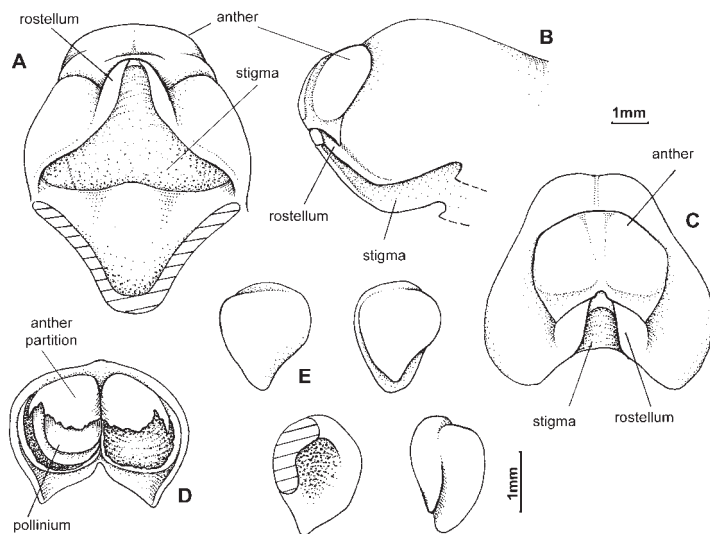 rostellum
anther
A
stigma
B
1mm
rostellum
stigma
anther
C
stigma
rostellum
anther
partition
pollinium
D
E
1mm